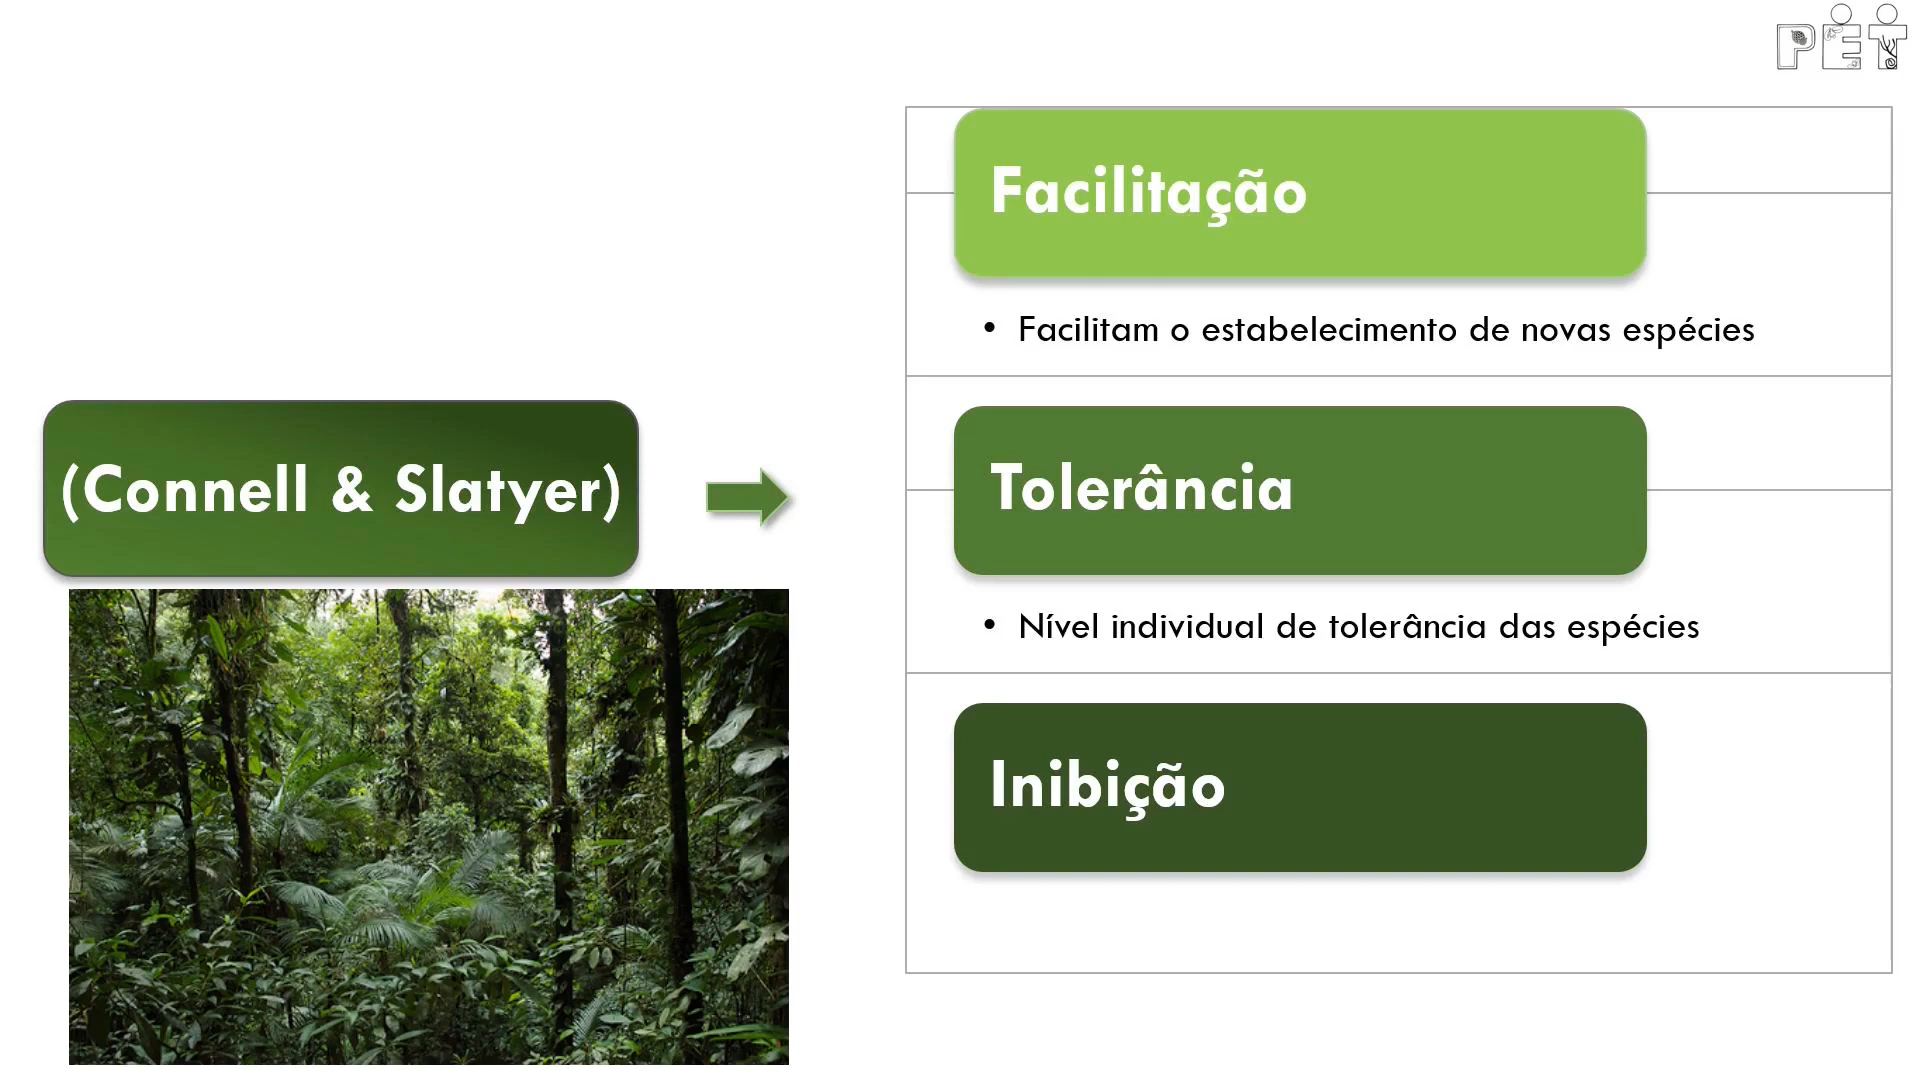 PET
Facilitação
• Facilitam o estabelecimento de novas espécies
(Connell & Slatyer)
Tolerância
• Nível individual de tolerância das espécies
Inibição